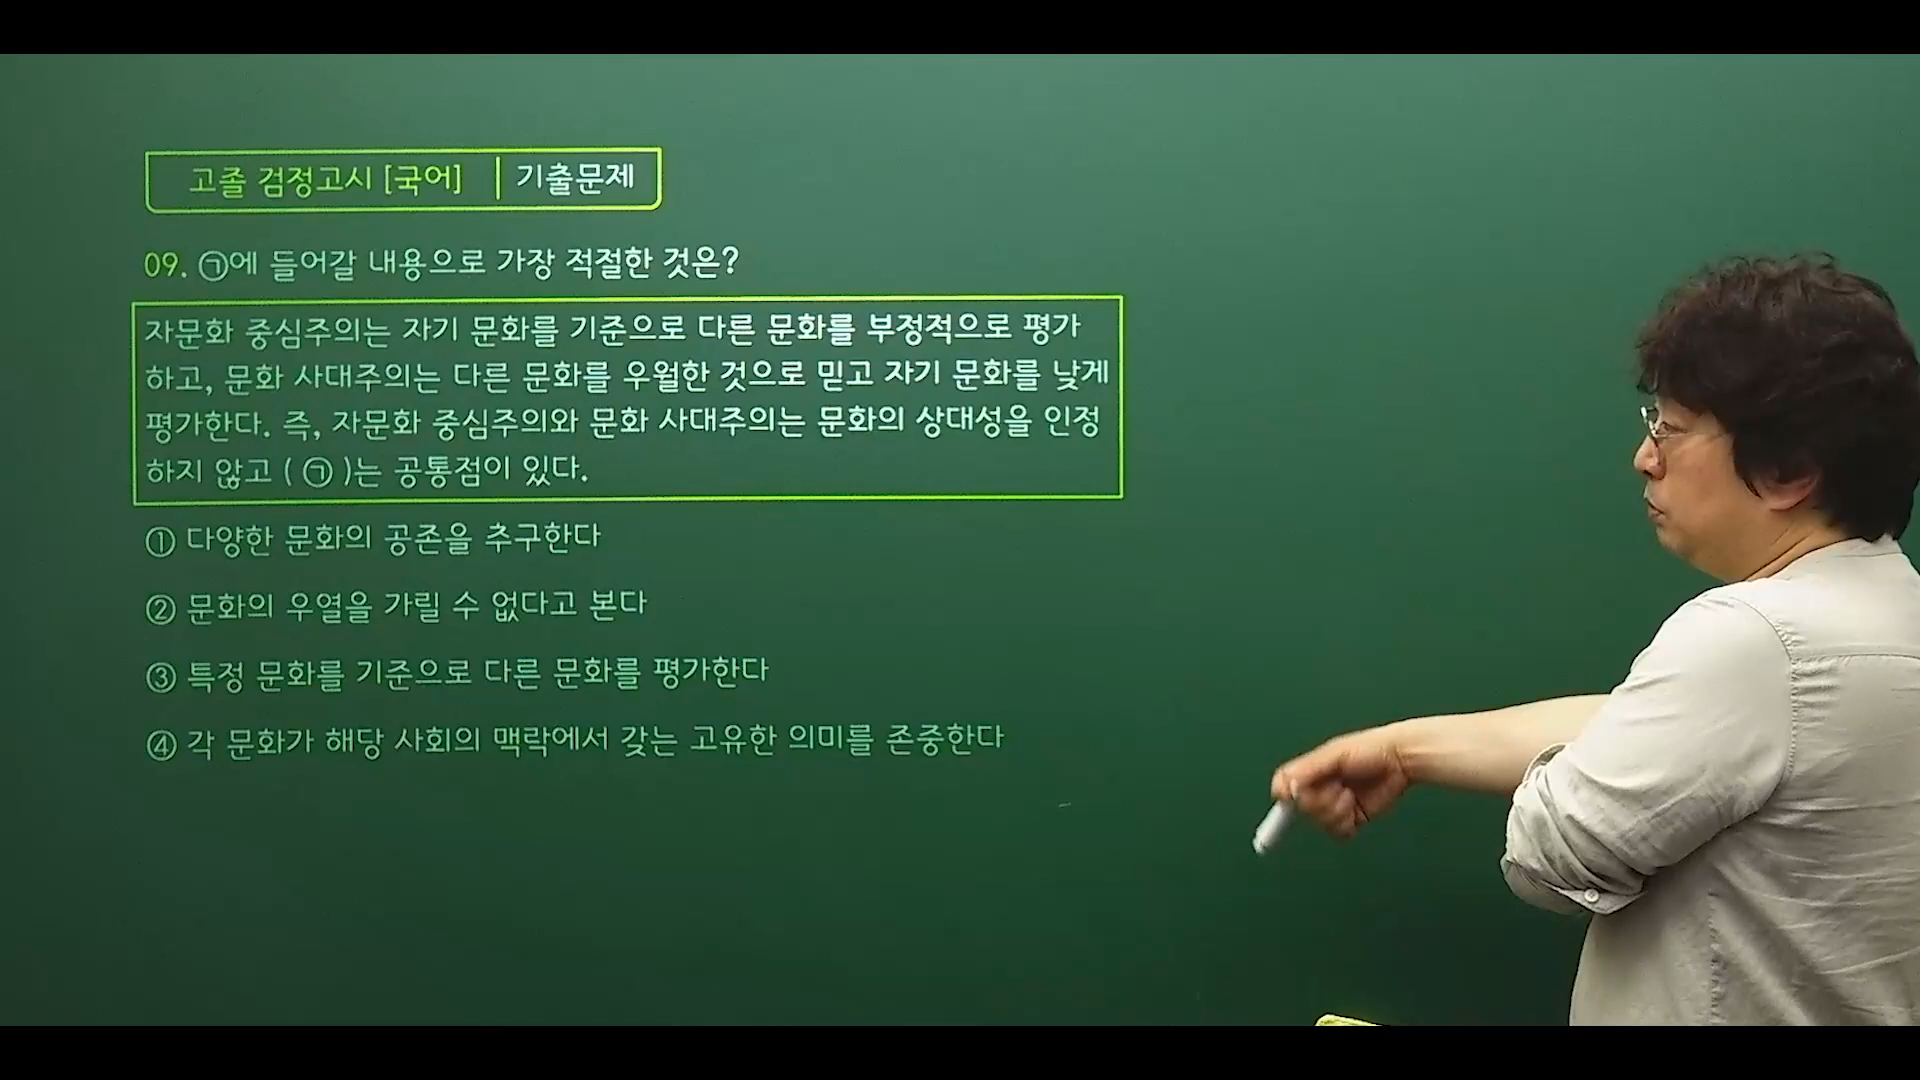 고졸 검정고시 [국어] | 기출문제
09. ㉠에 들어갈 내용으로 가장 적절한 것은?
자문화 중심주의는 자기 문화를 기준으로 다른 문화를 부정적으로 평가
하고, 문화 사대주의는 다른 문화를 우월한 것으로 믿고 자기 문화를 낮게
평가한다. 즉, 자문화 중심주의와 문화 사대주의는 문화의 상대성을 인정
하지 않고 ( ㉠ )는 공통점이 있다.
① 다양한 문화의 공존을 추구한다
② 문화의 우열을 가릴 수 없다고 본다
③ 특정 문화를 기준으로 다른 문화를 평가한다
④ 각 문화가 해당 사회의 맥락에서 갖는 고유한 의미를 존중한다